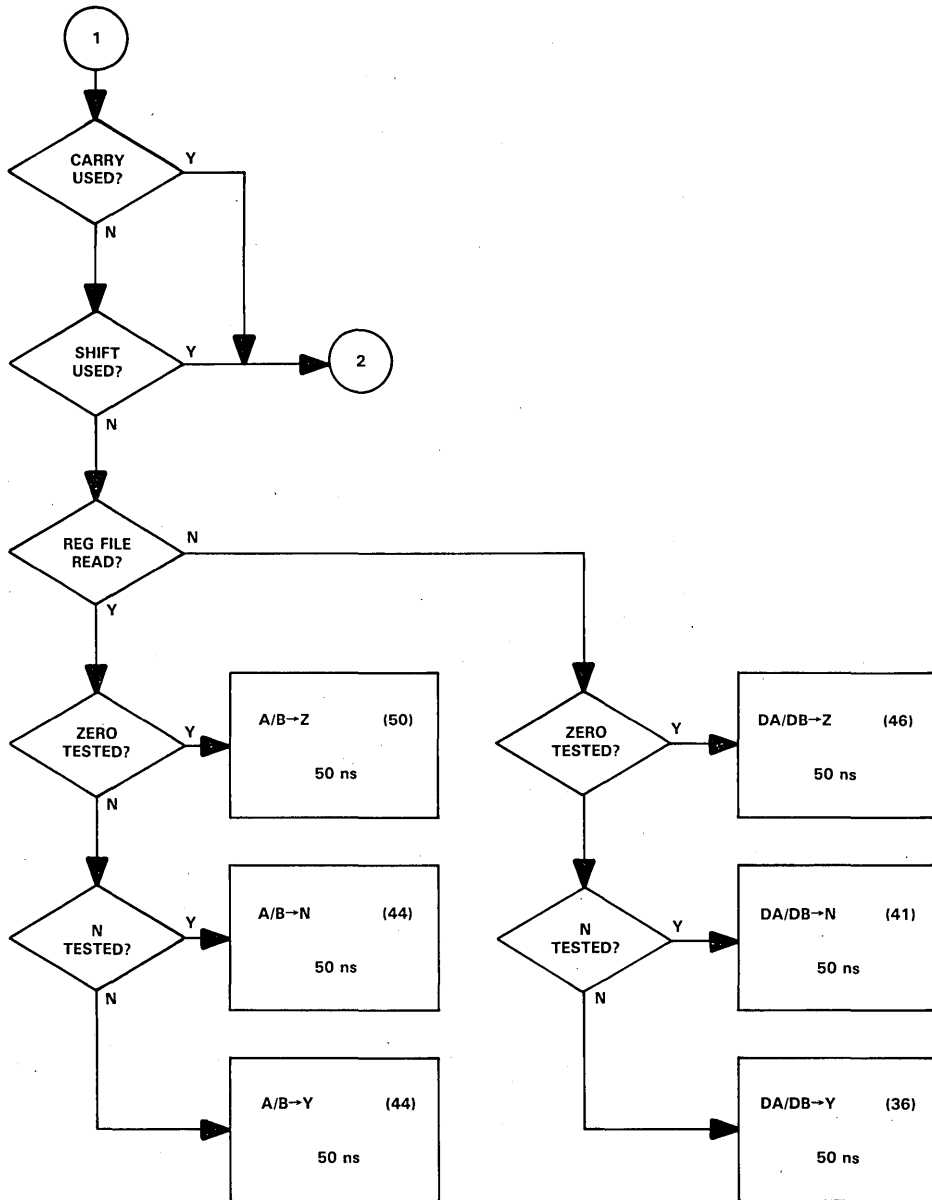 1
CARRY
USED?
Y
N
SHIFT
USED?
Y
2
N
REG FILE
READ?
N
Y
ZERO
TESTED?
Y
A/B→Z (50)
50 ns
N
N
TESTED?
Y
A/B→N (44)
50 ns
N
A/B→Y (44)
50 ns
ZERO
TESTED?
Y
DA/DB→Z (46)
50 ns
N
TESTED?
Y
DA/DB→N (41)
50 ns
N
DA/DB→Y (36)
50 ns